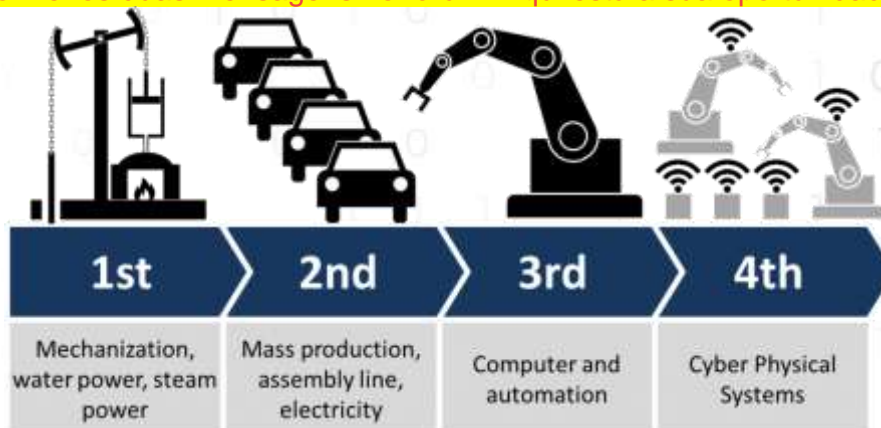 1st
2nd
3rd
4th
Mechanization,
water power, steam
power
Mass production,
assembly line,
electricity
Computer and
automation
Cyber Physical
Systems